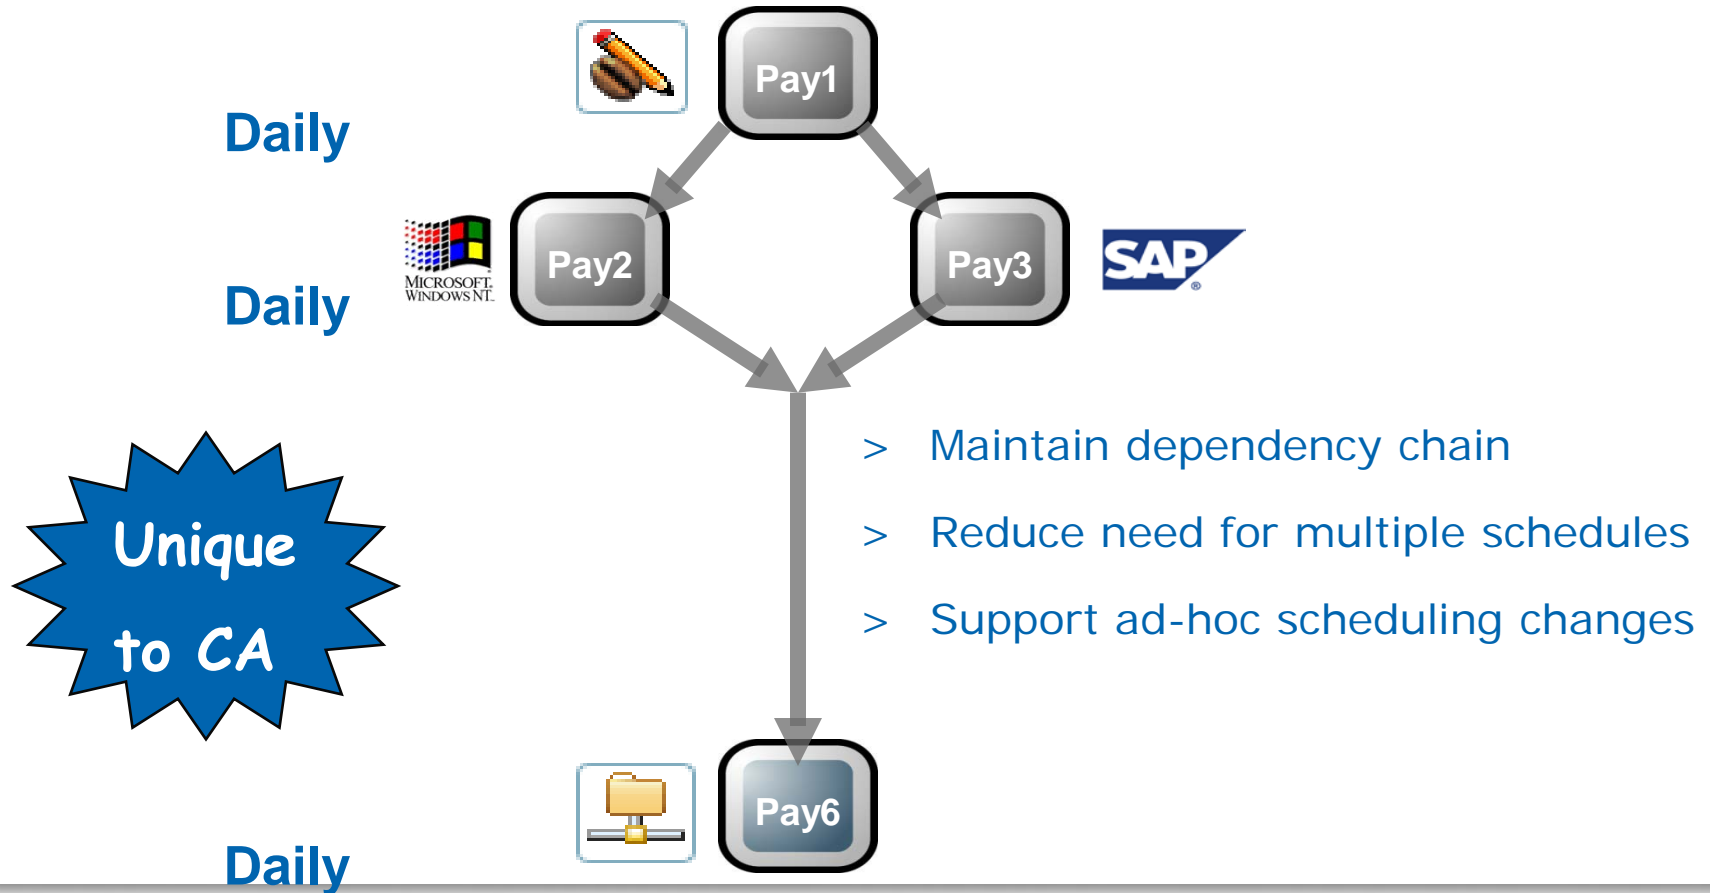 Pay1
Daily
Pay2
Pay3
MICROSOFT®
WINDOWS NT™
SAP
®
Daily
> Maintain dependency chain
> Reduce need for multiple schedules
> Support ad-hoc scheduling changes
Unique
to CA
Pay6
Daily